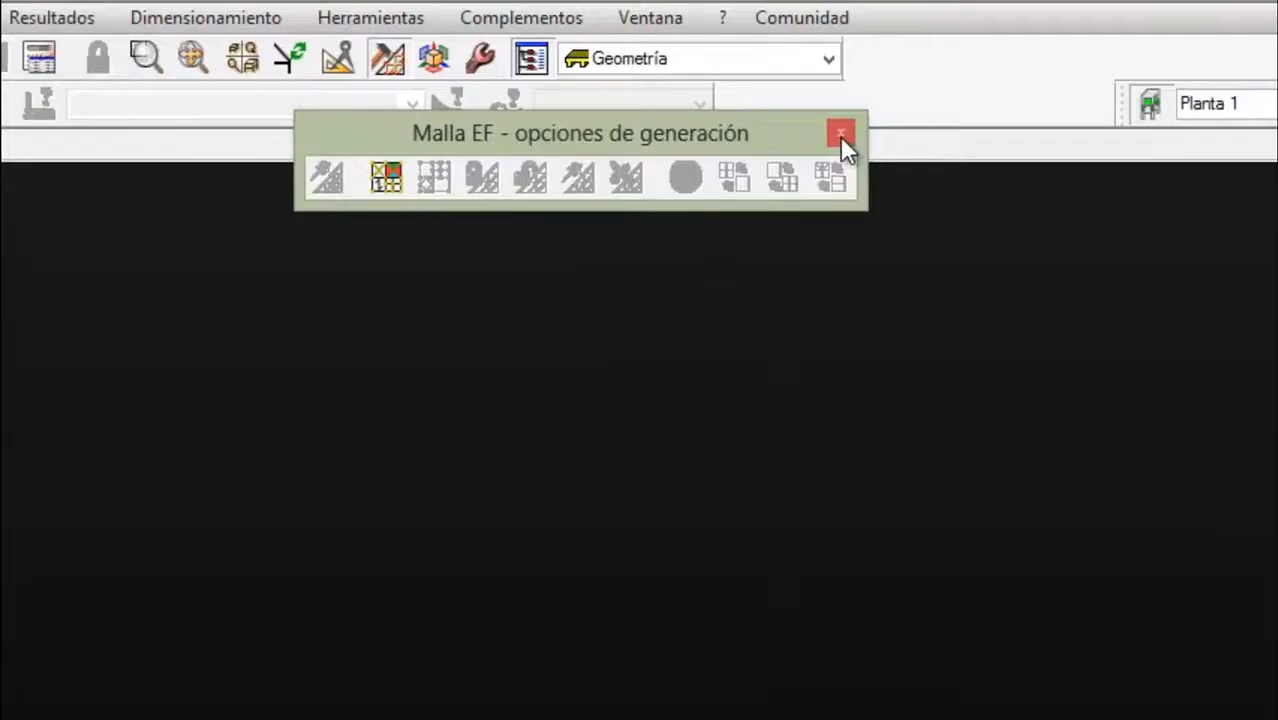 Resultados Dimensionamiento Herramientas Complementos Ventana ? Comunidad
Geometría
Planta 1
Malla EF - opciones de generación